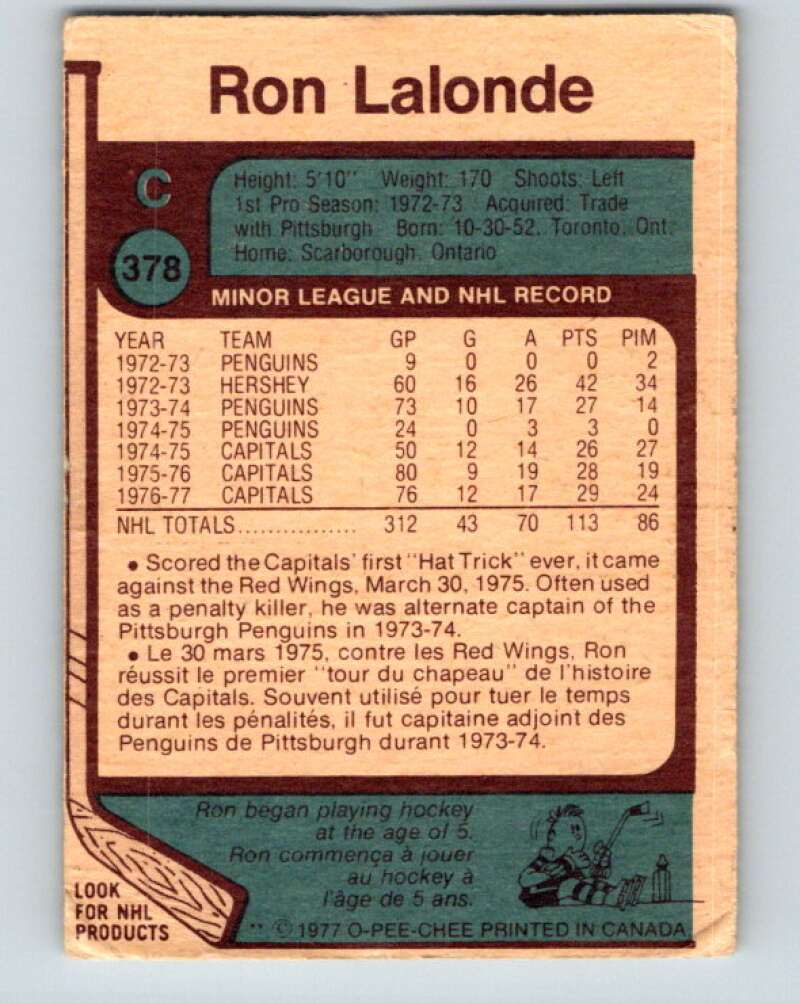 Ron Lalonde
C
Height: 5'10" Weight: 170 Shoots: Left
1st Pro Season: 1972-73 Acquired: Trade
with Pittsburgh Born: 10-30-52, Toronto, Ont.
Home: Scarborough, Ontario
378
MINOR LEAGUE AND NHL RECORD
YEAR TEAM GP G A PTS PIM
1972-73 PENGUINS 9 0 0 0 2
1972-73 HERSHEY 60 16 26 42 34
1973-74 PENGUINS 73 10 17 27 14
1974-75 PENGUINS 24 0 3 3 0
1974-75 CAPITALS 50 12 14 26 27
1975-76 CAPITALS 80 9 19 28 19
1976-77 CAPITALS 76 12 17 29 24
NHL TOTALS................ 312 43 70 113 86
• Scored the Capitals' first "Hat Trick" ever, it came
against the Red Wings, March 30, 1975. Often used
as a penalty killer, he was alternate captain of the
Pittsburgh Penguins in 1973-74.
• Le 30 mars 1975, contre les Red Wings, Ron
réussit le premier "tour du chapeau" de l'histoire
des Capitals. Souvent utilisé pour tuer le temps
durant les pénalités, il fut capitaine adjoint des
Penguins de Pittsburgh durant 1973-74.
Ron began playing hockey
at the age of 5.
Ron commença à jouer
au hockey à
l'âge de 5 ans.
LOOK
FOR NHL
PRODUCTS
** © 1977 O-PEE-CHEE PRINTED IN CANADA